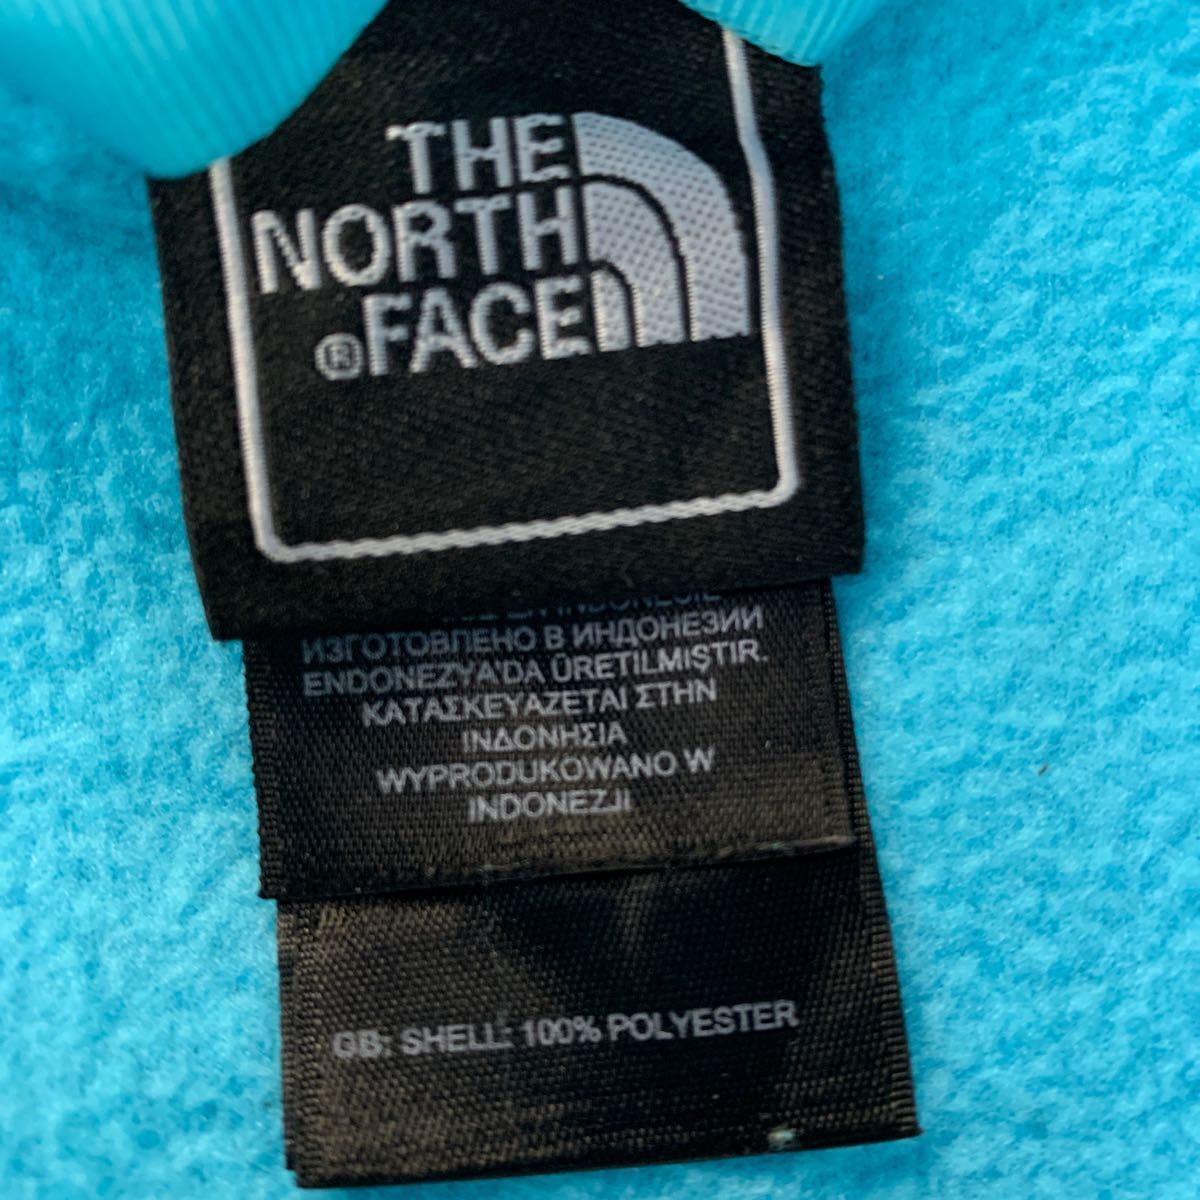 THE
NORTH
®FACE
ИЗГОТОВЛЕНО В ИНДОНЕЗИИ
ENDONEZYA'DA ÜRETILMIŞTIR.
ΚΑΤΑΣΚΕΥΑΖΕΤΑΙ ΣΤΗΝ
ΙΝΔΟΝΗΣΙΑ
WYPRODUKOWANO W
INDONEZJI
GB: SHELL: 100% POLYESTER